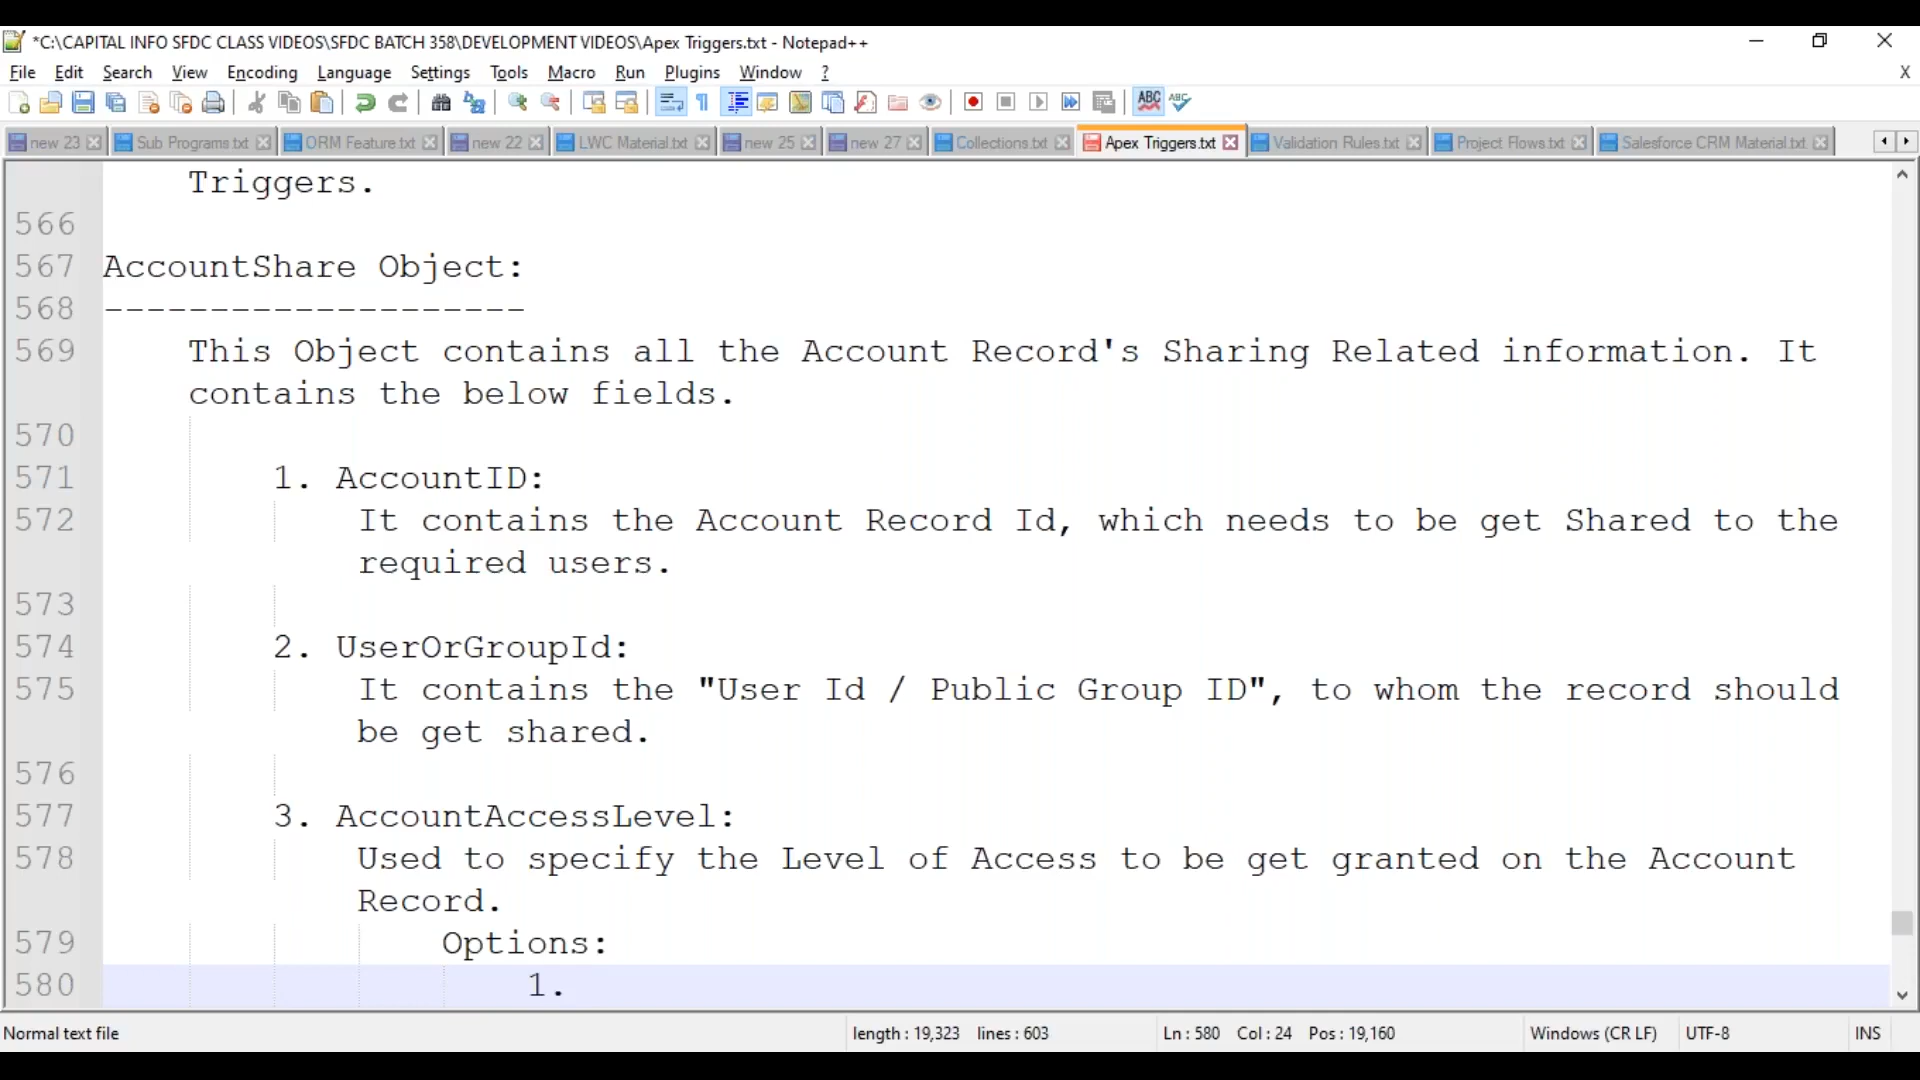 *C:\CAPITAL INFO SFDC CLASS VIDEOS\SFDC BATCH 358\DEVELOPMENT VIDEOS\Apex Triggers.txt - Notepad++
File Edit Search View Encoding Language Settings Tools Macro Run Plugins Window ? X
new 23 Sub Programs.txt ORM Feature.txt new 22 LWC Material.txt new 25 new 27 Collections.txt Apex Triggers.txt Validation Rules.txt Project Flows.txt Salesforce CRM Material.txt
Triggers.
566
567 AccountShare Object:
568 --------------------
569 This Object contains all the Account Record's Sharing Related information. It
contains the below fields.
570
571 1. AccountID:
572 It contains the Account Record Id, which needs to be get Shared to the
required users.
573
574 2. UserOrGroupId:
575 It contains the "User Id / Public Group ID", to whom the record should
be get shared.
576
577 3. AccountAccessLevel:
578 Used to specify the Level of Access to be get granted on the Account
Record.
579 Options:
580 1.
Normal text file length : 19,323 lines : 603 Ln : 580 Col : 24 Pos : 19,160 Windows (CR LF) UTF-8 INS